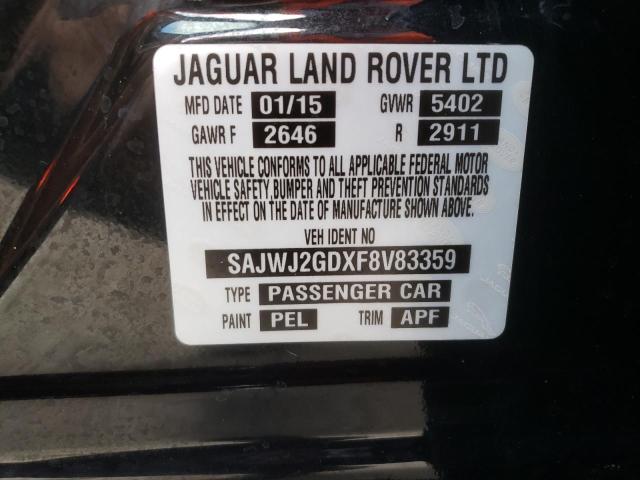 JAGUAR LAND ROVER LTD
MFD DATE 01/15 GVWR 5402
GAWR F 2646 R 2911
THIS VEHICLE CONFORMS TO ALL APPLICABLE FEDERAL MOTOR
VEHICLE SAFETY,BUMPER AND THEFT PREVENTION STANDARDS
IN EFFECT ON THE DATE OF MANUFACTURE SHOWN ABOVE.
VEH IDENT NO
SAJWJ2GDXF8V83359
TYPE PASSENGER CAR
PAINT PEL TRIM APF